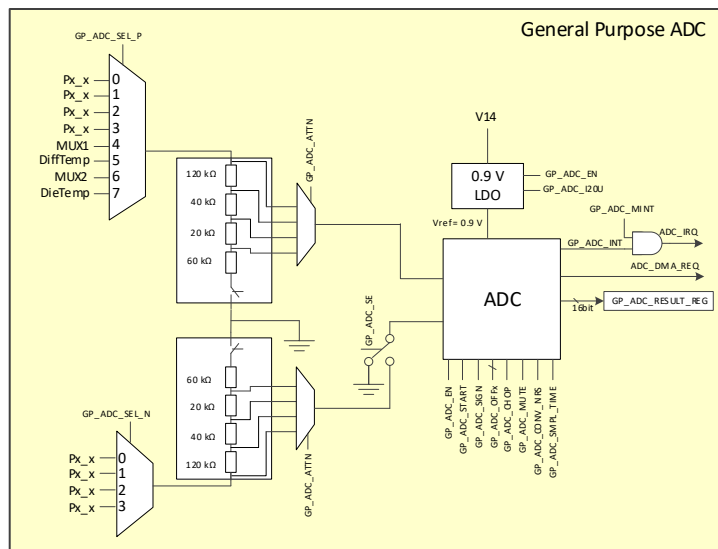 General Purpose ADC
GP_ADC_SEL_P
Px_x 0
Px_x 1
Px_x 2
Px_x 3
MUX1 4
DiffTemp 5
MUX2 6
DieTemp 7
120 kΩ
40 kΩ
20 kΩ
60 kΩ
GP_ADC_ATTN
V14
0.9 V
LDO
GP_ADC_EN
GP_ADC_I20U
Vref= 0.9 V
GP_ADC_MINT
GP_ADC_INT
ADC_IRQ
ADC_DMA_REQ
ADC
16bit
GP_ADC_RESULT_REG
GP_ADC_SE
GP_ADC_EN
GP_ADC_START
GP_ADC_SIGN
GP_ADC_OFFx
GP_ADC_CHOP
GP_ADC_MUTE
GP_ADC_CONV_NRS
GP_ADC_SMPL_TIME
60 kΩ
20 kΩ
40 kΩ
120 kΩ
GP_ADC_ATTN
GP_ADC_SEL_N
Px_x 0
Px_x 1
Px_x 2
Px_x 3